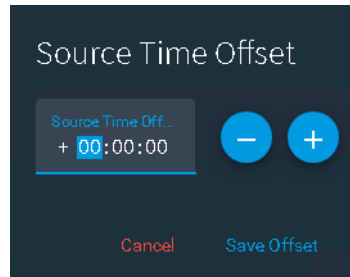 Source Time Offset
Source Time Off...
+ 00:00:00
Cancel
Save Offset